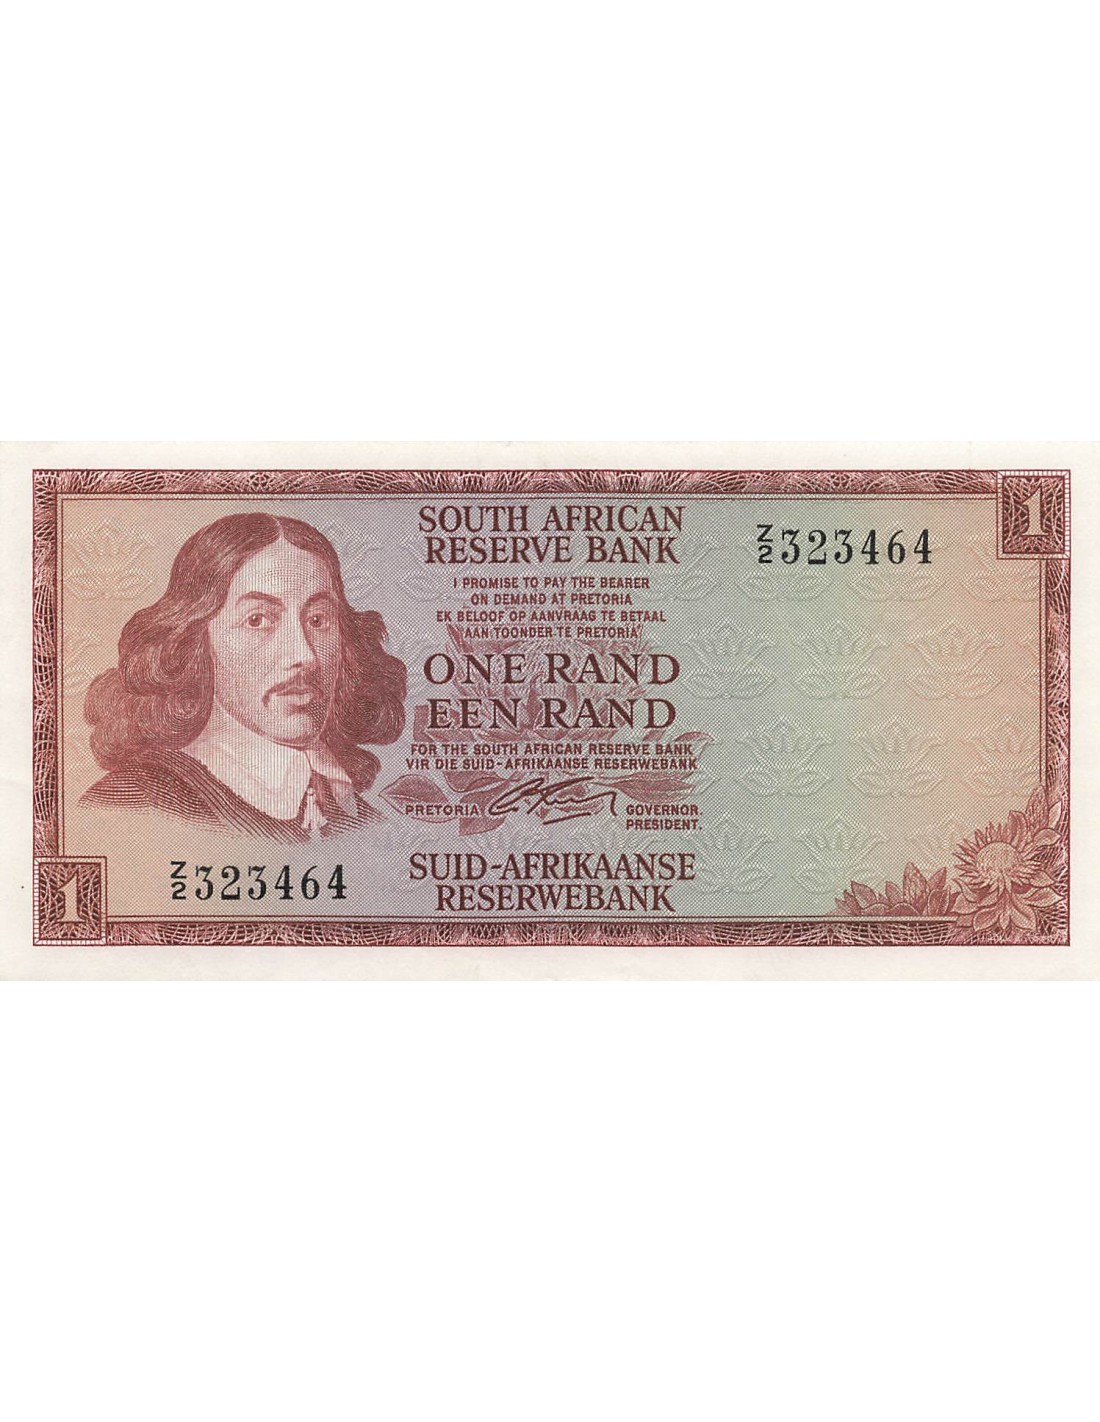 1
SOUTH AFRICAN
RESERVE BANK
Z/2 323464
I PROMISE TO PAY THE BEARER
ON DEMAND AT PRETORIA
EK BELOOF OP AANVRAAG TE BETAAL
AAN TOONDER TE PRETORIA
ONE RAND
EEN RAND
FOR THE SOUTH AFRICAN RESERVE BANK
VIR DIE SUID-AFRIKAANSE RESERWEBANK
PRETORIA
GOVERNOR.
PRESIDENT.
SUID-AFRIKAANSE
RESERWEBANK
Z/2 323464
1